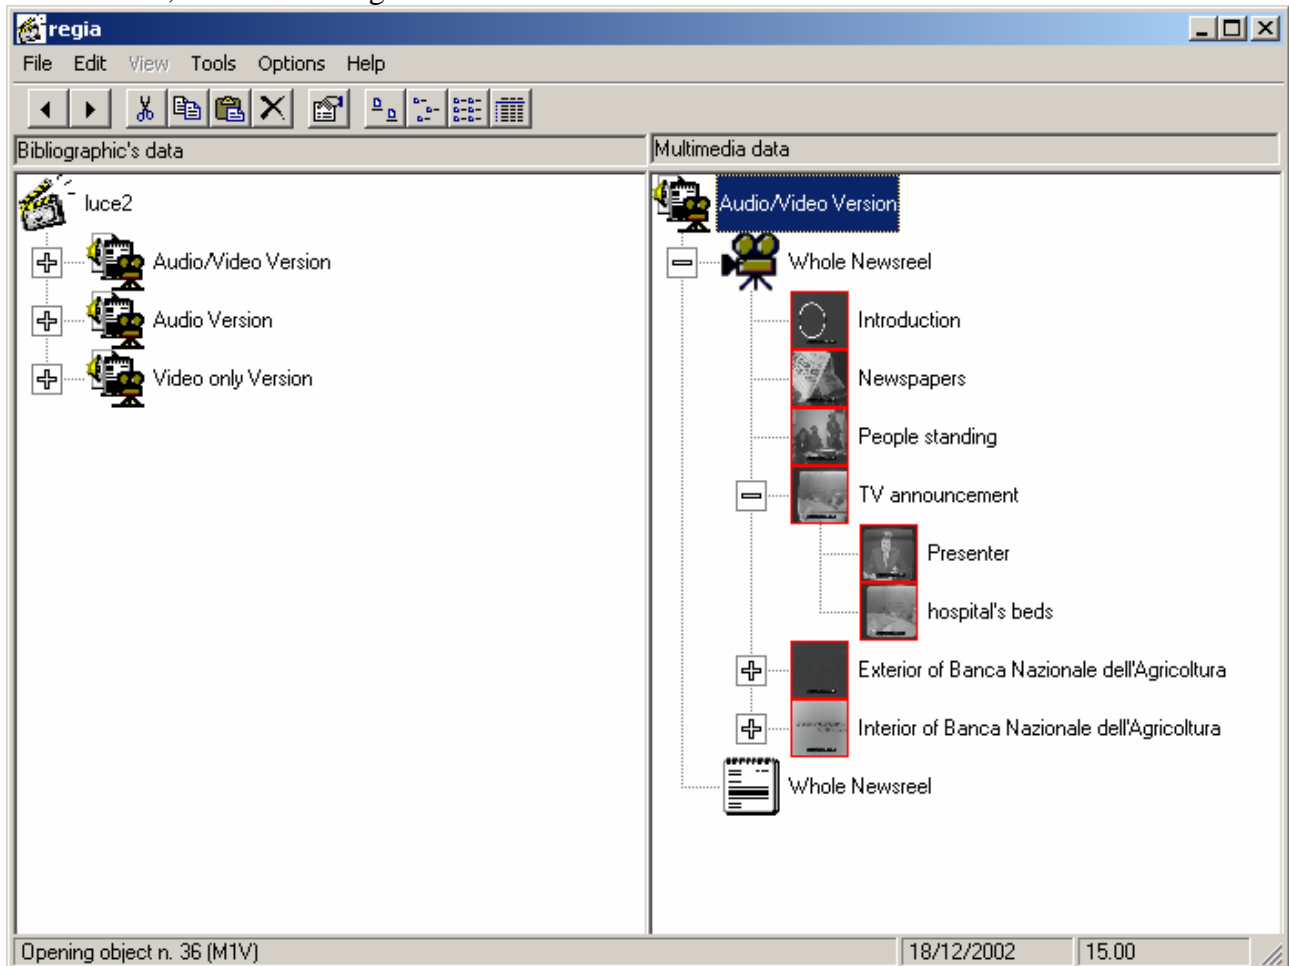 regia
File Edit View Tools Options Help
Bibliographic's data
Multimedia data
luce2
Audio/Video Version
Audio Version
Video only Version
Audio/Video Version
Whole Newsreel
Introduction
Newspapers
People standing
TV announcement
Presenter
hospital's beds
Exterior of Banca Nazionale dell'Agricoltura
Interior of Banca Nazionale dell'Agricoltura
Whole Newsreel
Opening object n. 36 (M1V)
18/12/2002
15.00